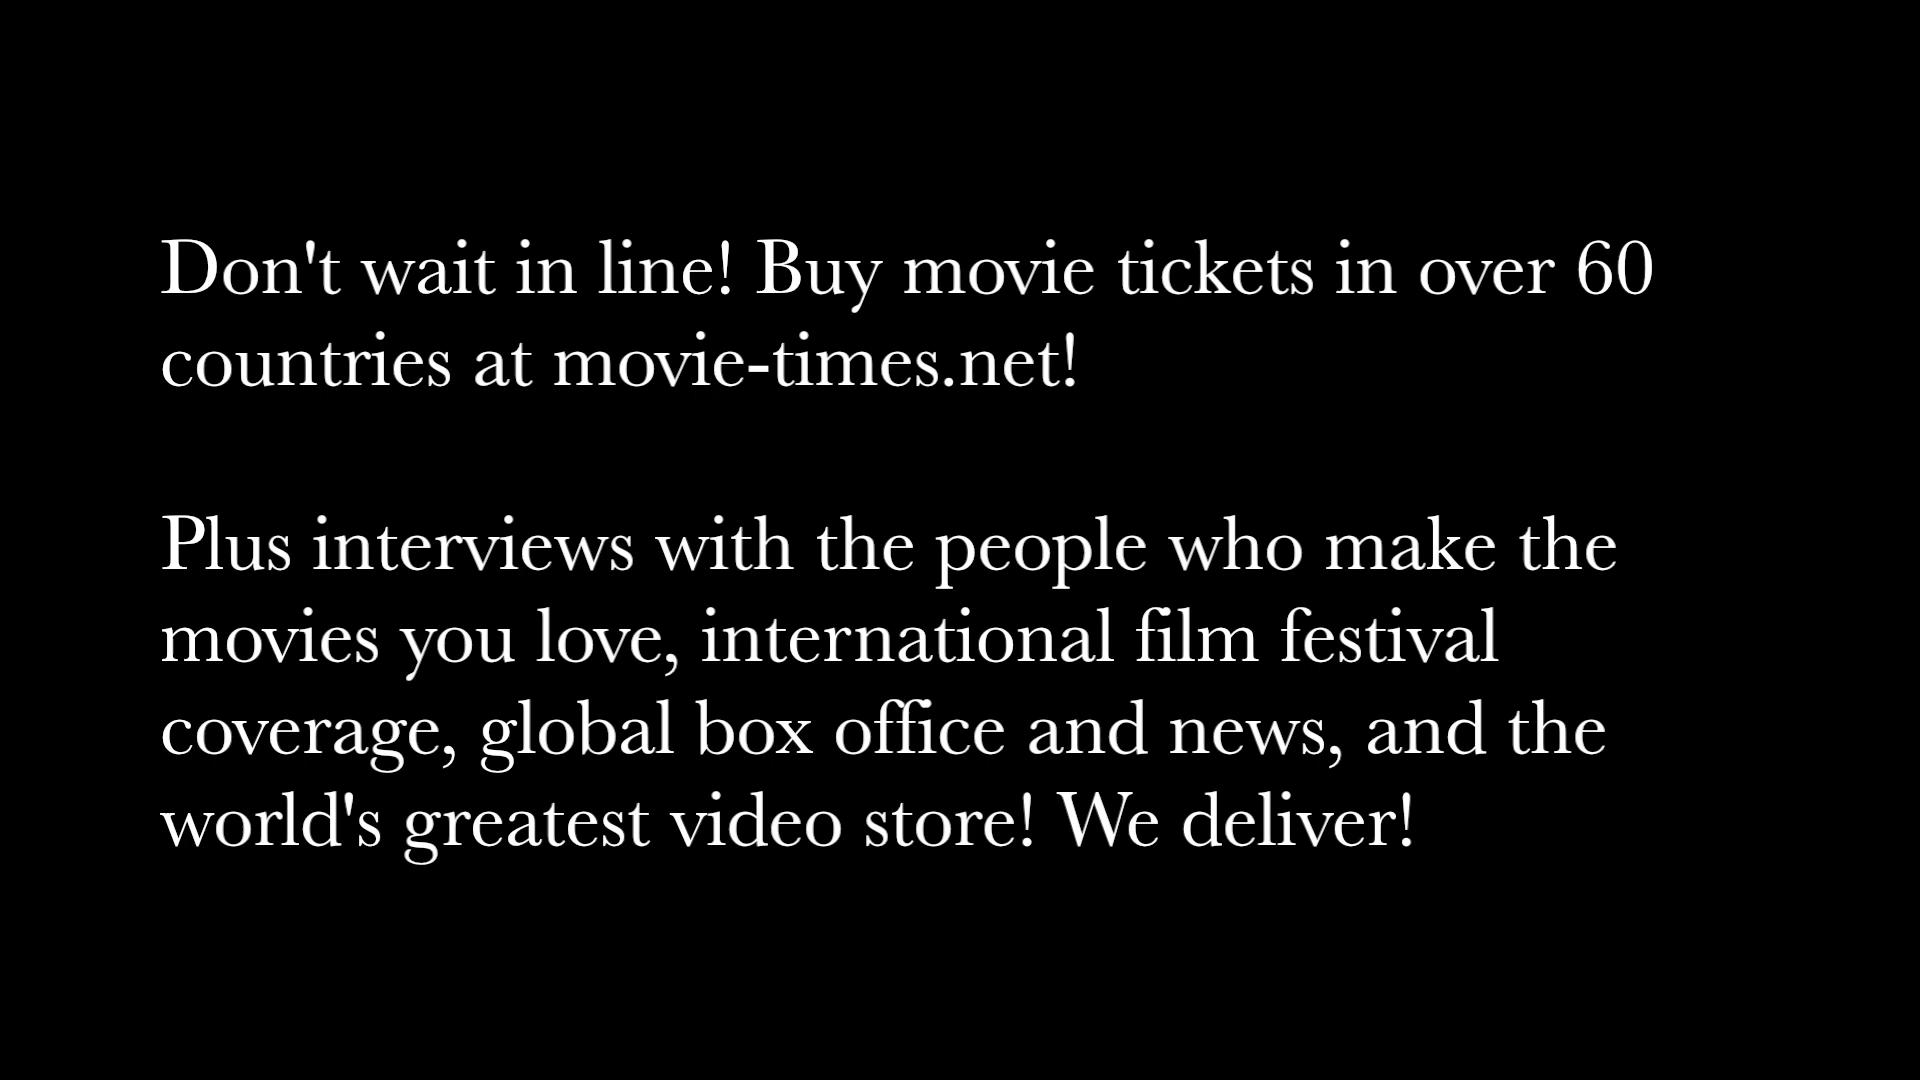 Don't wait in line! Buy movie tickets in over 60
countries at movie-times.net!
Plus interviews with the people who make the
movies you love, international film festival
coverage, global box office and news, and the
world's greatest video store! We deliver!